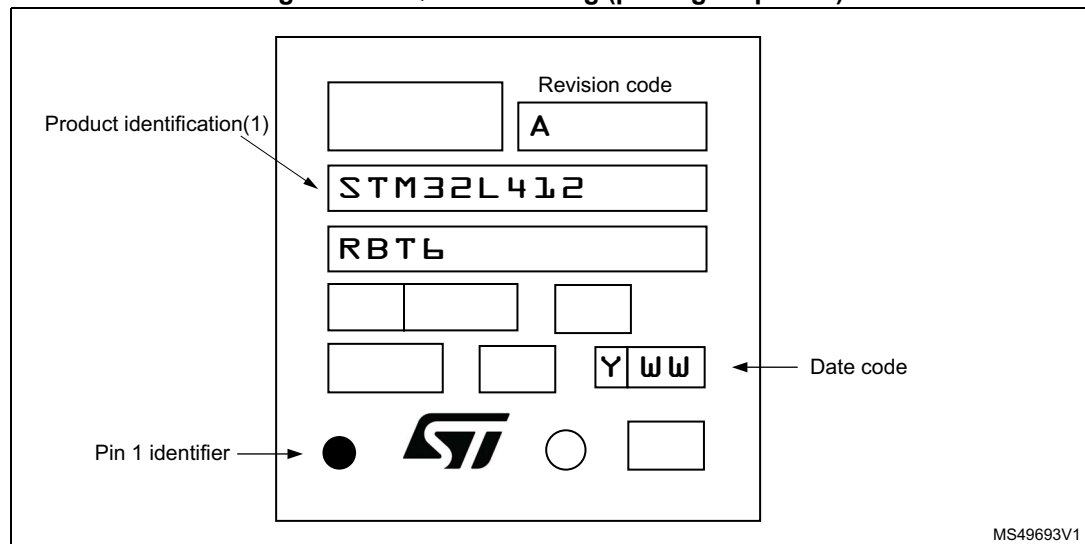 Revision code
A
Product identification(1)
STM32L412
RBT6
Y WW
Date code
Pin 1 identifier
ST
MS49693V1